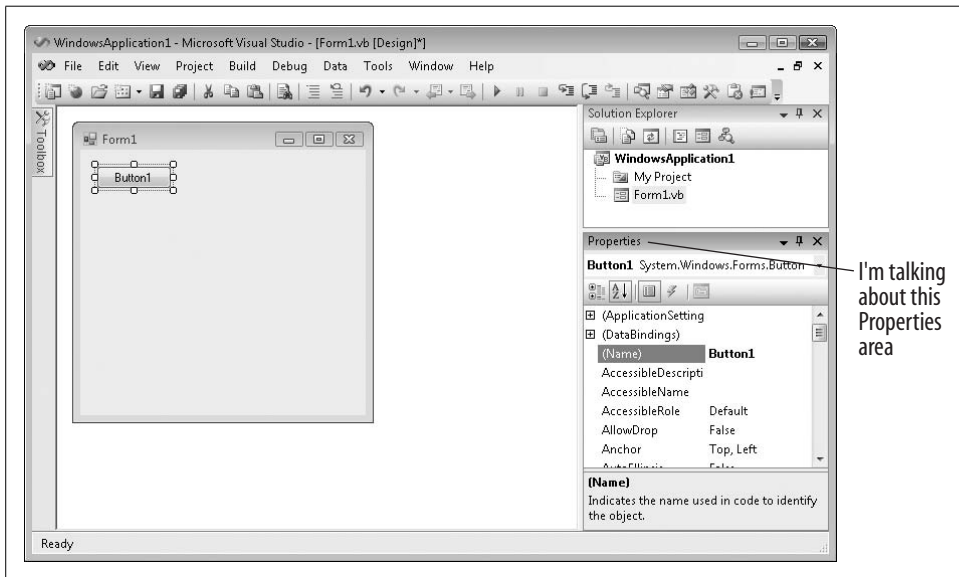 WindowsApplication1 - Microsoft Visual Studio - [Form1.vb [Design]*]
File Edit View Project Build Debug Data Tools Window Help
Toolbox
Form1
Button1
Solution Explorer
WindowsApplication1
My Project
Form1.vb
Properties
Button1 System.Windows.Forms.Button
(ApplicationSetting
(DataBindings)
(Name) Button1
AccessibleDescripti
AccessibleName
AccessibleRole Default
AllowDrop False
Anchor Top, Left
(Name)
Indicates the name used in code to identify
the object.
Ready
I'm talking
about this
Properties
area